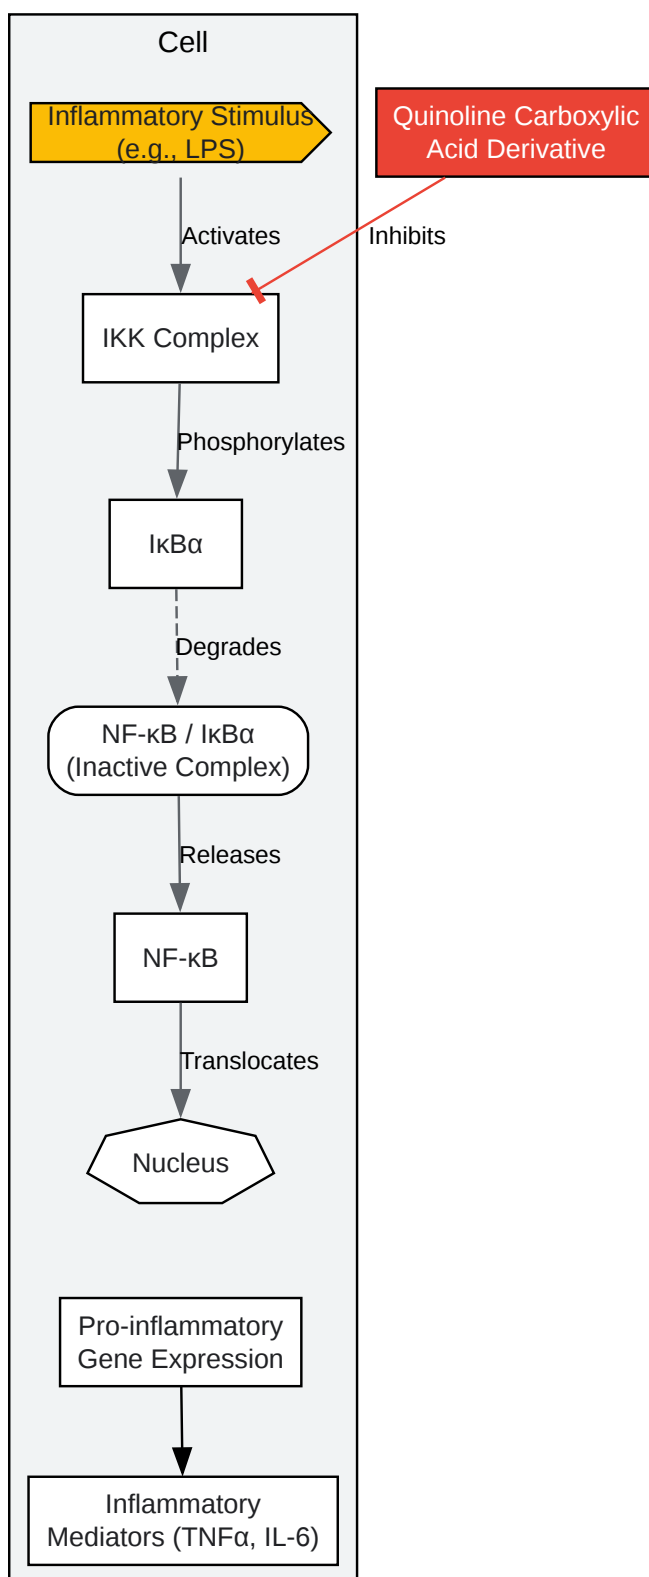 Cell
Inflammatory Stimulus
(e.g., LPS)
Quinoline Carboxylic
Acid Derivative
Activates
Inhibits
IKK Complex
Phosphorylates
IκBα
Degrades
NF-κB / IκBα
(Inactive Complex)
Releases
NF-κB
Translocates
Nucleus
Pro-inflammatory
Gene Expression
Inflammatory
Mediators (TNFα, IL-6)